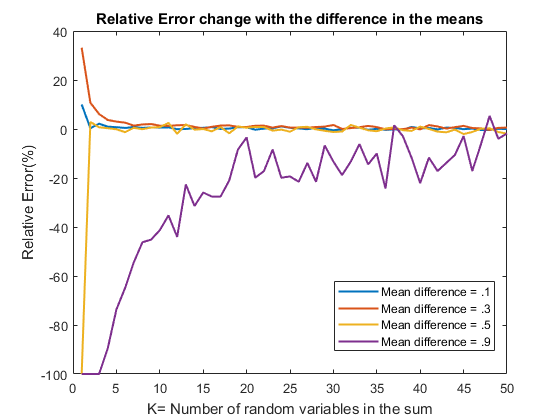 Relative Error change with the difference in the means
40
20
0
-20
-40
-60
-80
-100
Relative Error(%)
0 5 10 15 20 25 30 35 40 45 50
K= Number of random variables in the sum
Mean difference = .1
Mean difference = .3
Mean difference = .5
Mean difference = .9